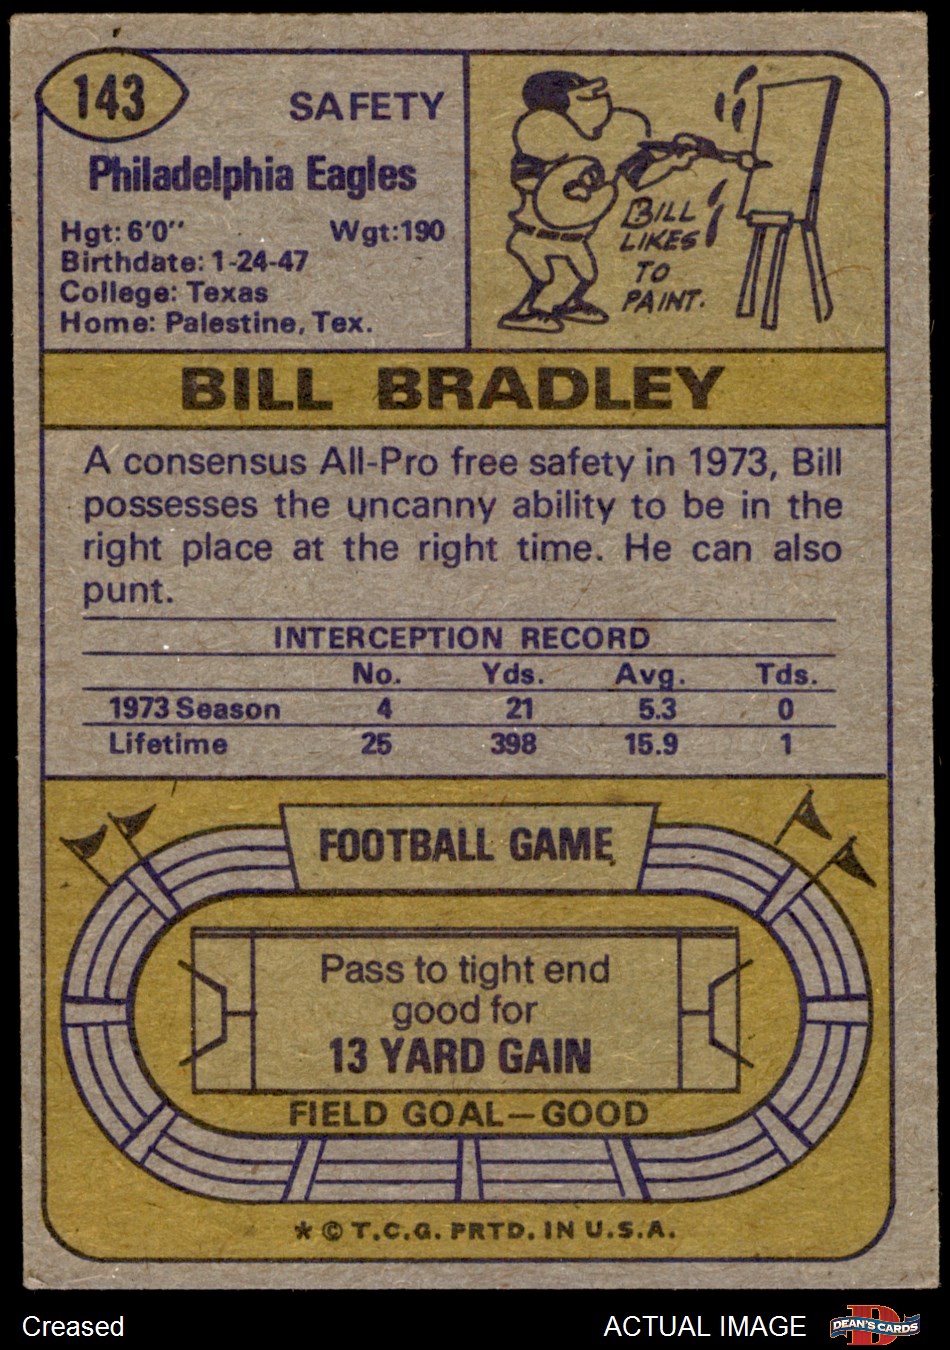 143
SAFETY
Philadelphia Eagles
Hgt: 6'0" Wgt:190
Birthdate: 1-24-47
College: Texas
Home: Palestine, Tex.
BILL
LIKES
TO
PAINT.
BILL BRADLEY
A consensus All-Pro free safety in 1973, Bill
possesses the uncanny ability to be in the
right place at the right time. He can also
punt.
INTERCEPTION RECORD
No. Yds. Avg. Tds.
1973 Season 4 21 5.3 0
Lifetime 25 398 15.9 1
FOOTBALL GAME
Pass to tight end
good for
13 YARD GAIN
FIELD GOAL—GOOD
* © T.C.G. PRTD. IN U.S.A.
Creased
ACTUAL IMAGE
DEAN'S CARDS